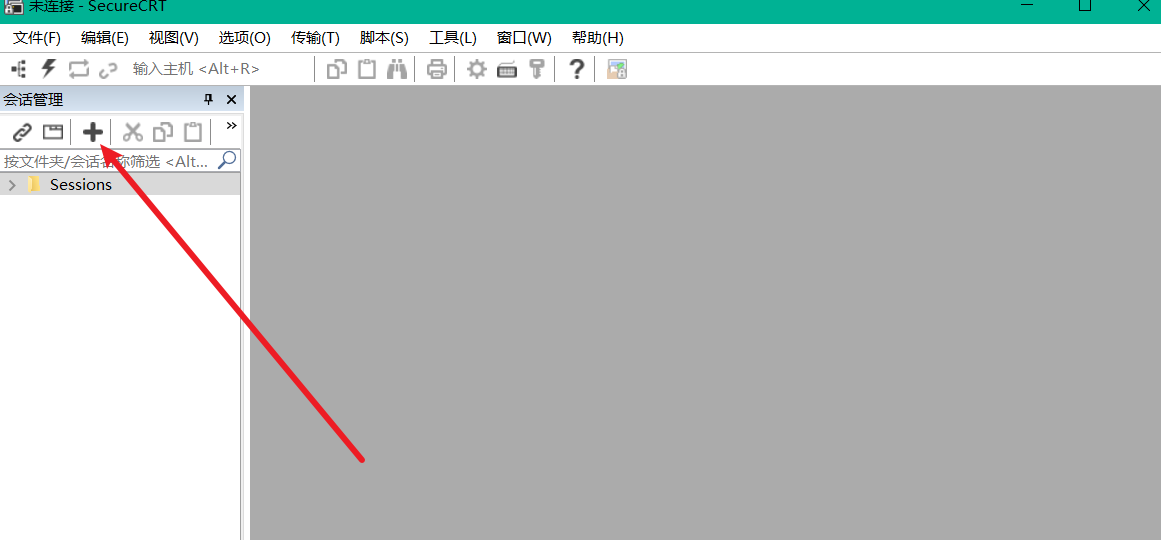 未连接 - SecureCRT
文件(F) 编辑(E) 视图(V) 选项(O) 传输(T) 脚本(S) 工具(L) 窗口(W) 帮助(H)
输入主机 <Alt+R>
会话管理
按文件夹/会话名称筛选 <Alt...
Sessions